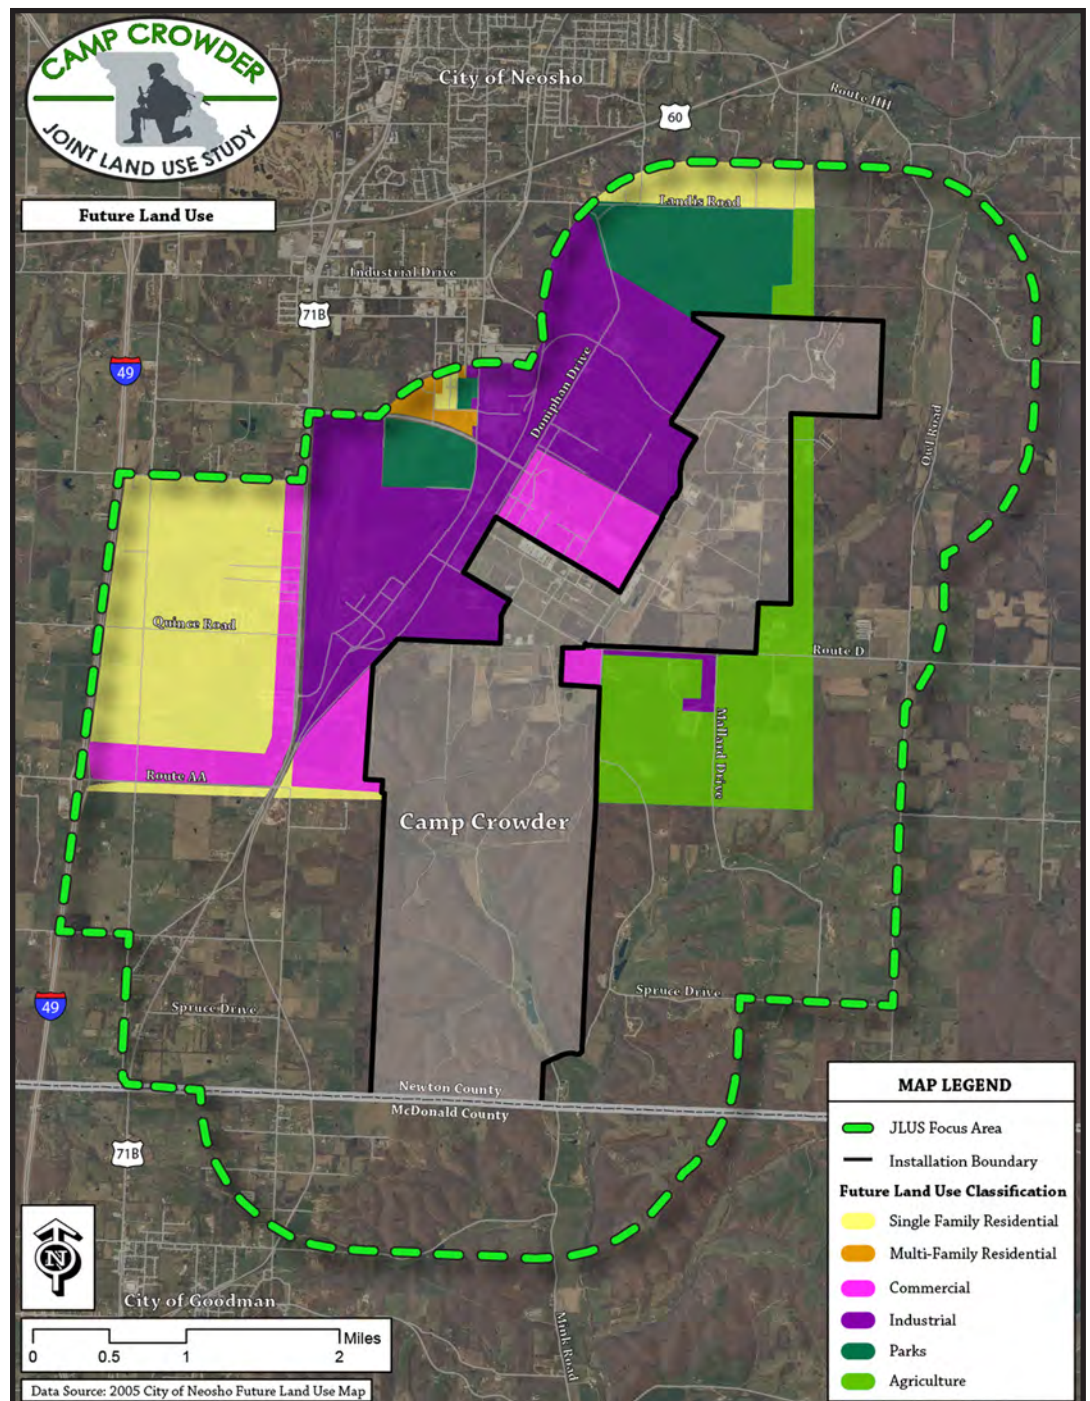 CAMP CROWDER
JOINT LAND USE STUDY
Future Land Use
City of Neosho
60
Route HH
Landis Road
Industrial Drive
71B
49
Doniphan Drive
Owl Road
Quince Road
Route D
Mallard Drive
Route AA
Camp Crowder
Spruce Drive
Spruce Drive
49
Newton County
McDonald County
71B
N
City of Goodman
Mink Road
0 0.5 1 2 Miles
Data Source: 2005 City of Neosho Future Land Use Map
MAP LEGEND
JLUS Focus Area
Installation Boundary
Future Land Use Classification
Single Family Residential
Multi-Family Residential
Commercial
Industrial
Parks
Agriculture